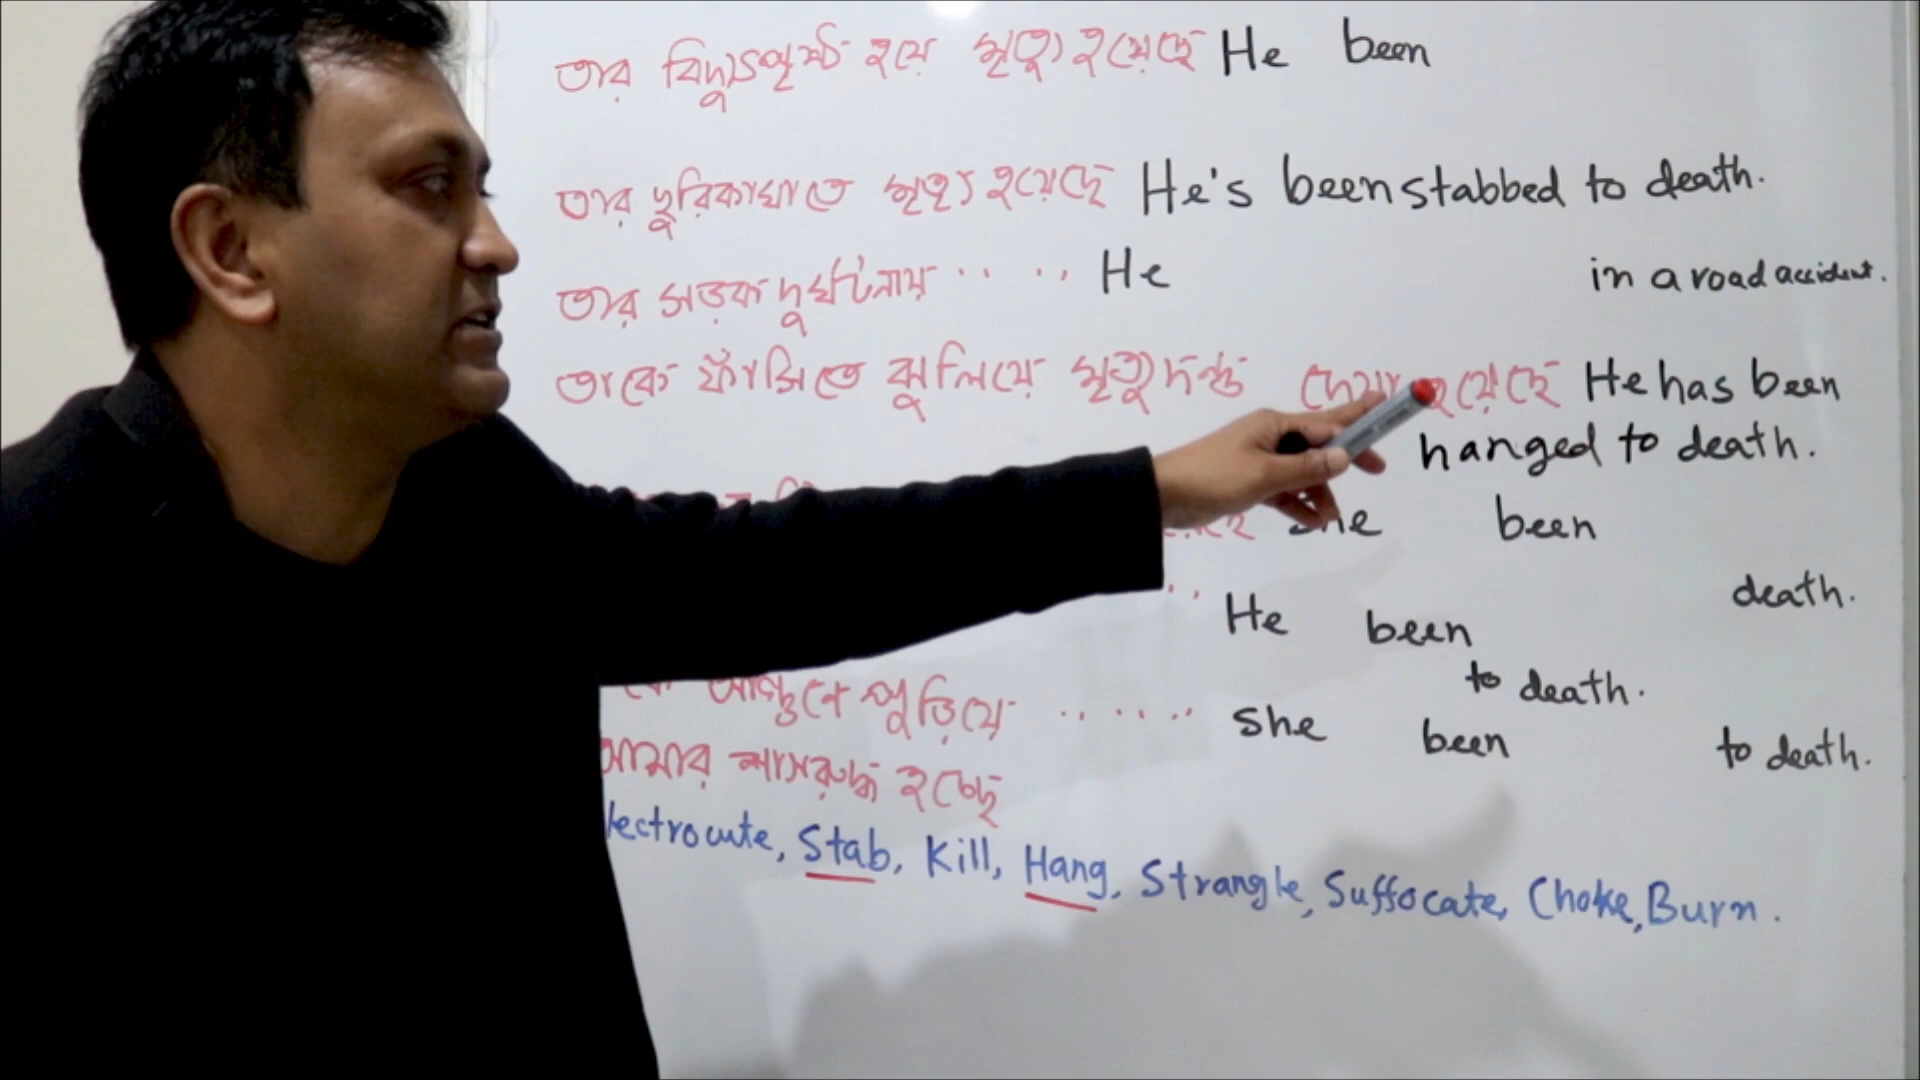 তার বিদ্যুৎস্পৃষ্ট হয়ে মৃত্যু হয়েছে He been
তার ছুরিকাঘাতে মৃত্যু হয়েছে He's been stabbed to death.
তার সড়ক দুর্ঘটনায় .. .. He in a road accident.
তাকে ফাঁসিতে ঝুলিয়ে মৃত্যুদন্ড দেয়া হয়েছে He has been
hanged to death.
she been
death.
.. He been
to death.
আগুনে পুড়িয়ে ...... she been to death.
আমার শ্বাসরুদ্ধ হচ্ছে
lectrocute, Stab, Kill, Hang, Strangle, Suffocate, Choke, Burn.